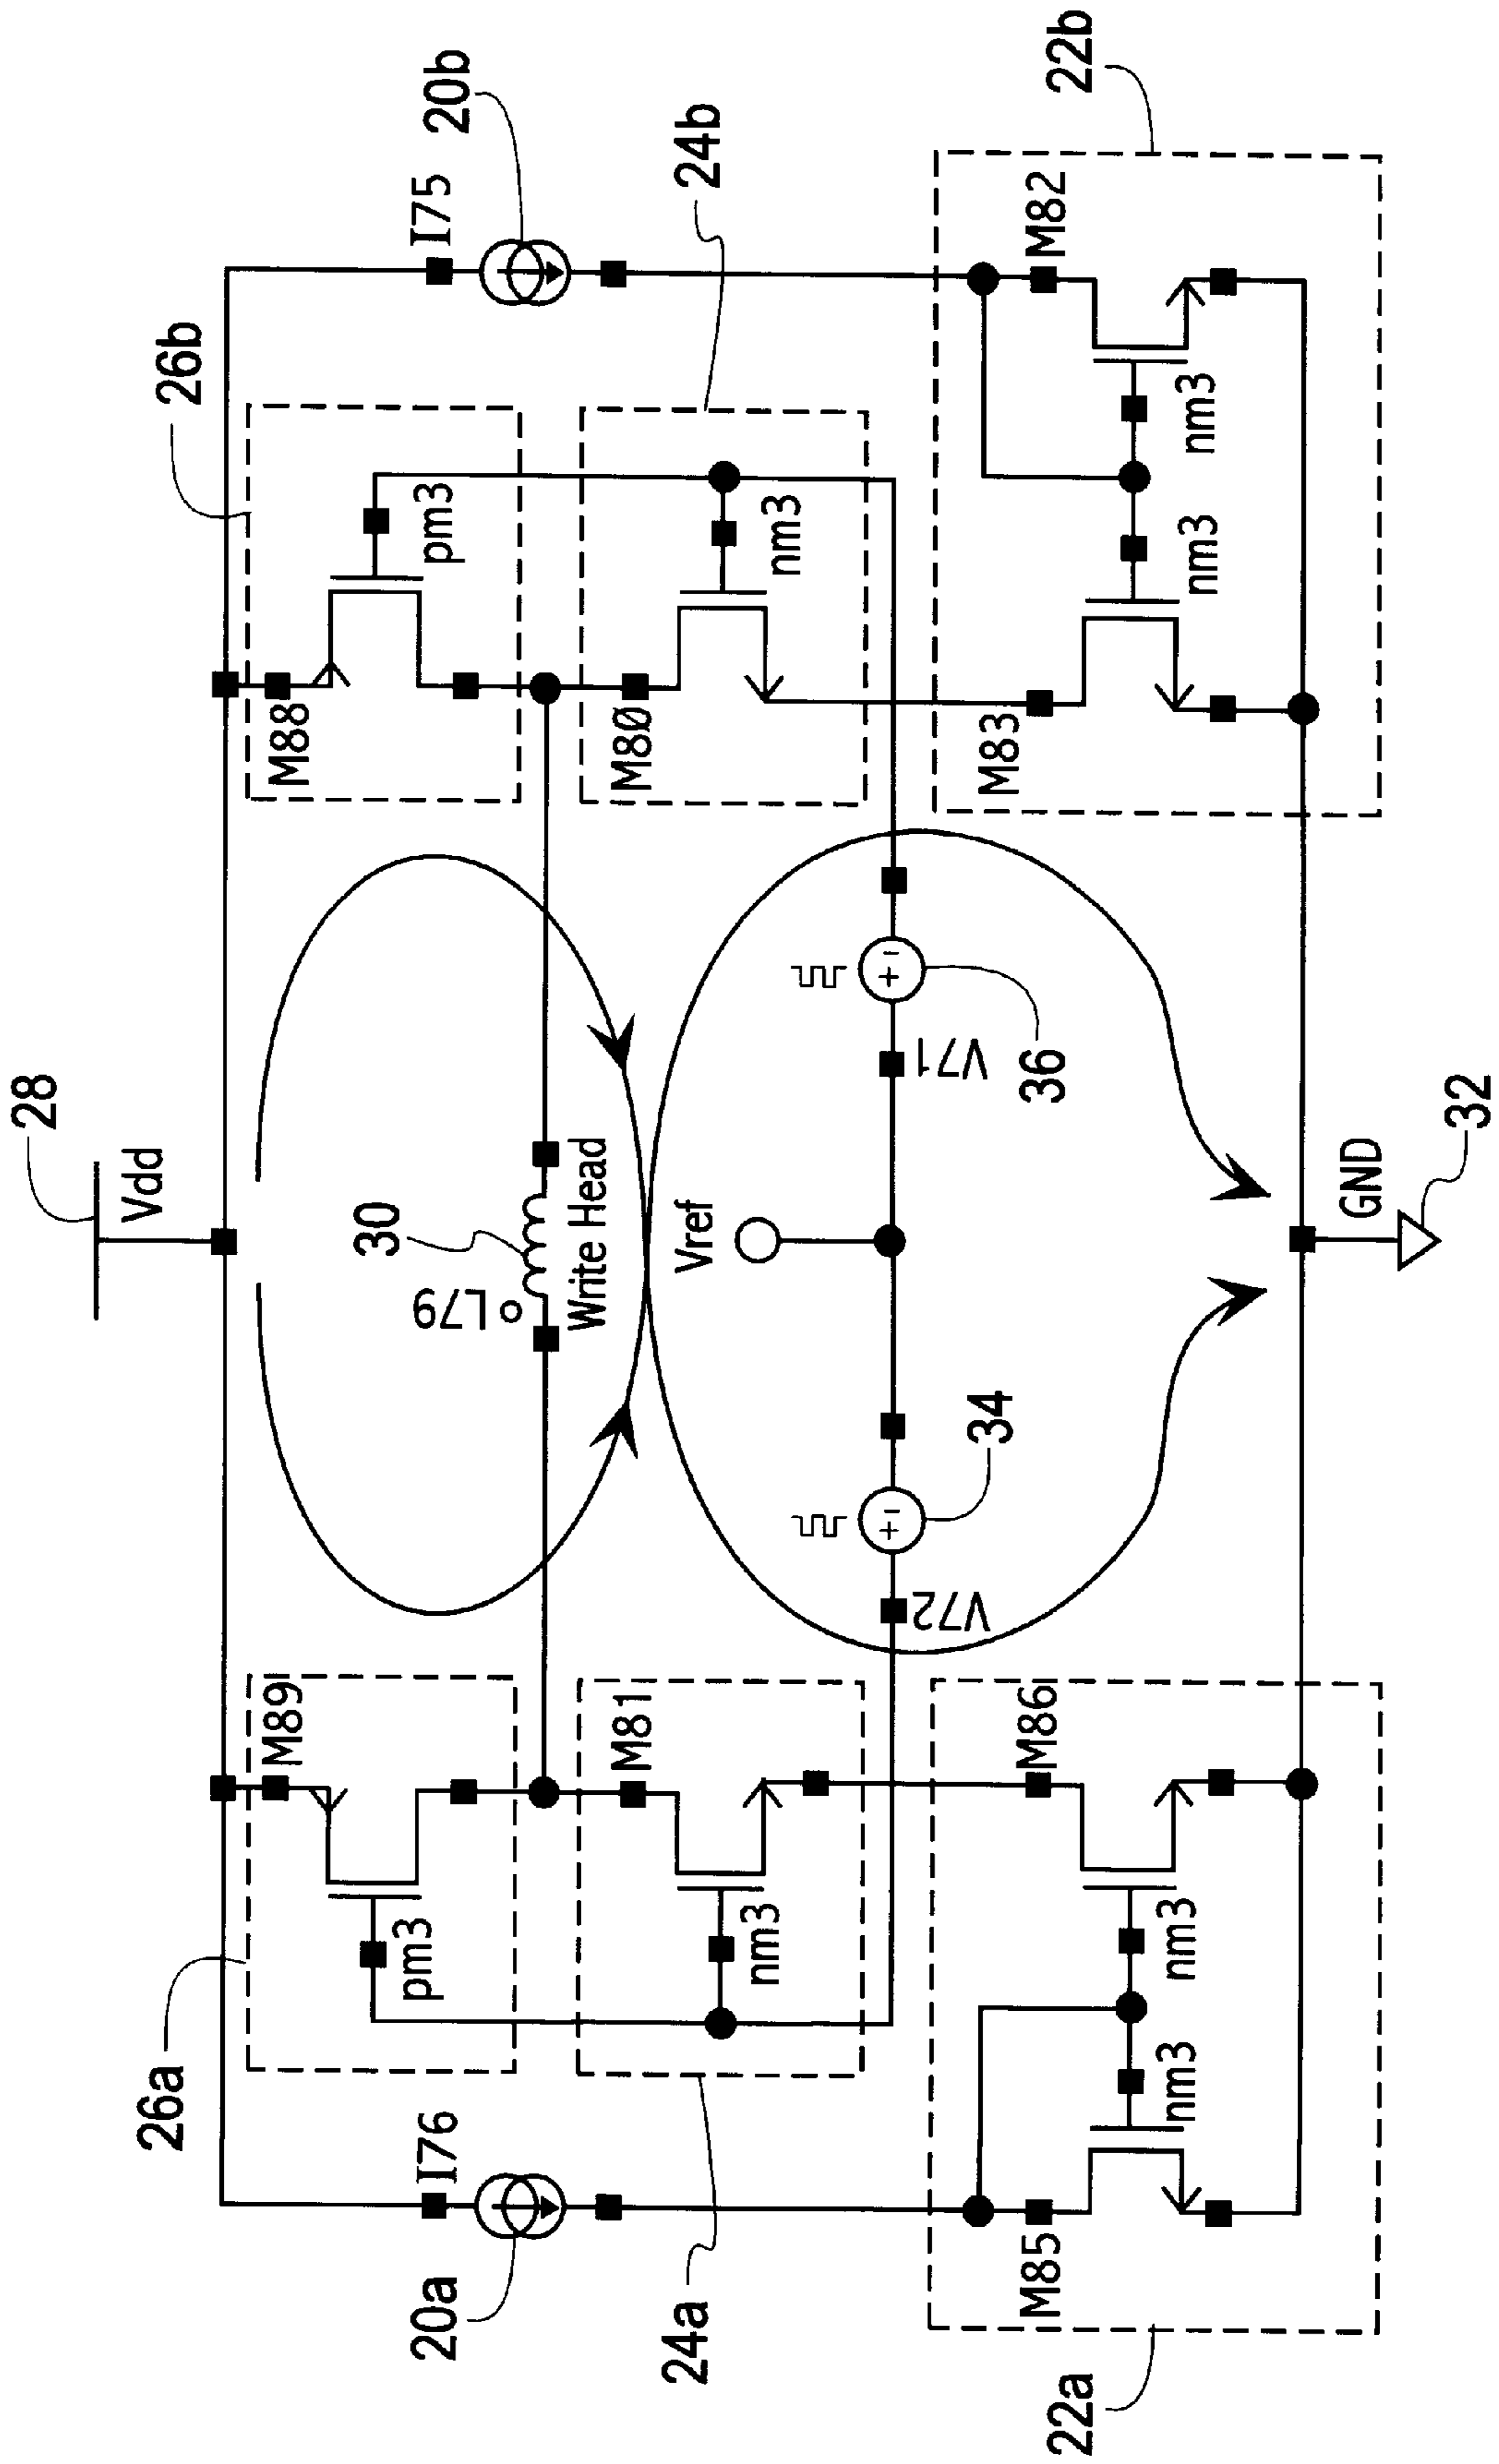 28
Vdd
26a
26b
M89
pm3
M88
pm3
20a
I76
I75
20b
30
L79
Write Head
24a
M81
nm3
24b
M80
nm3
Vref
V72
34
V71
36
22a
M85
nm3
nm3
M86
22b
M83
nm3
nm3
M82
GND
32